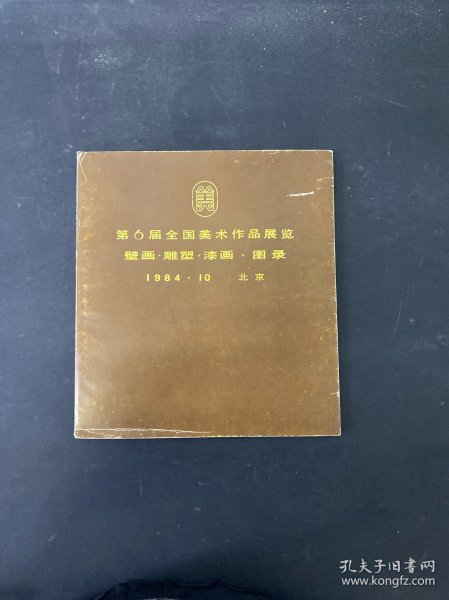 美
第6届全国美术作品展览
壁画·雕塑·漆画·图录
1984·10 北京
孔夫子旧书网
www.kongfz.com